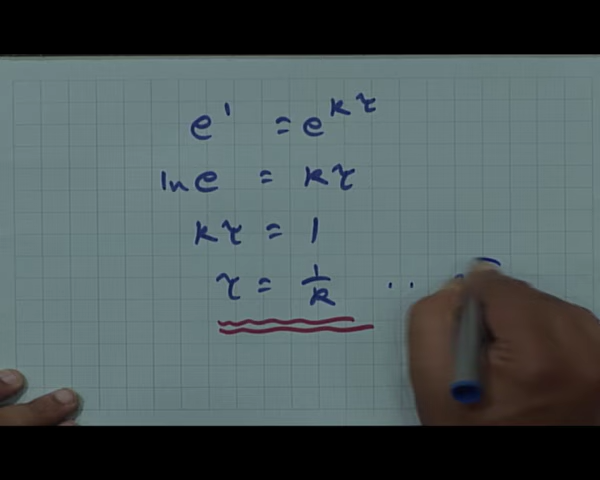 e¹ = e^kτ
ln e = kτ
kτ = 1
τ = 1/k ...